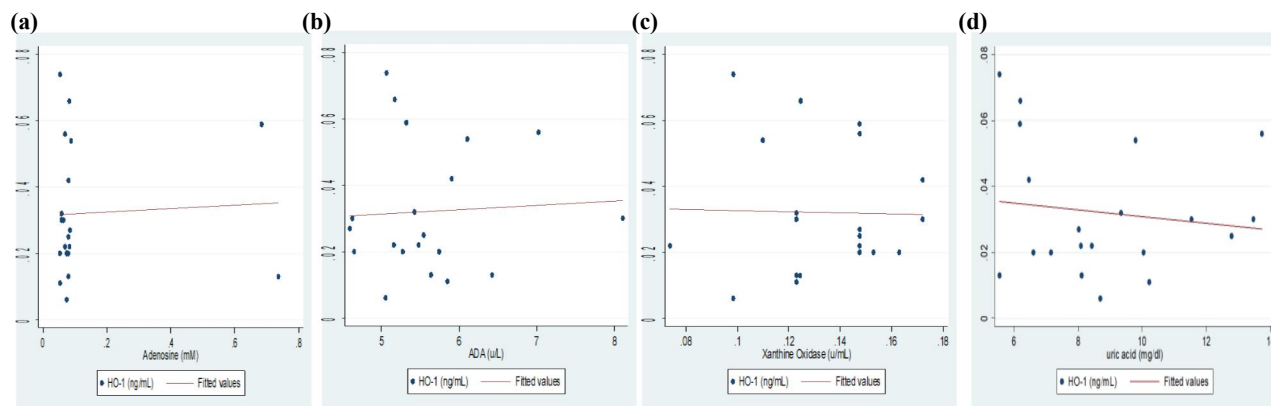 (a)
.08
.06
.04
.02
0
0 .2 .4 .6 .8
Adenosine (mM)
HO-1 (ng/mL) Fitted values
(b)
.08
.06
.04
.02
0
5 6 7 8
ADA (u/L)
HO-1 (ng/mL) Fitted values
(c)
.08
.06
.04
.02
0
.08 .1 .12 .14 .16 .18
Xanthine Oxidase (u/mL)
HO-1 (ng/mL) Fitted values
(d)
.08
.06
.04
.02
0
6 8 10 12 14
uric acid (mg/dl)
HO-1 (ng/mL) Fitted values